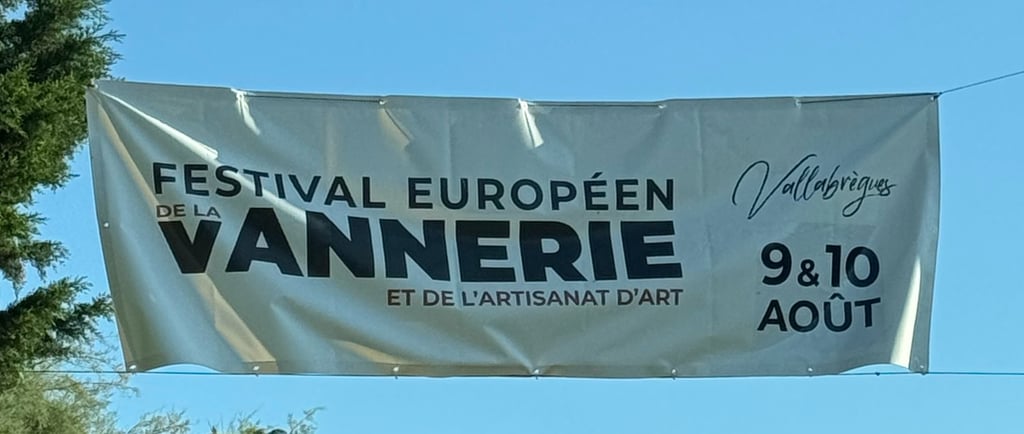 FESTIVAL EUROPÉEN
DE LA
VANNERIE
ET DE L'ARTISANAT D'ART
Vallabrègues
9 & 10
AOÛT